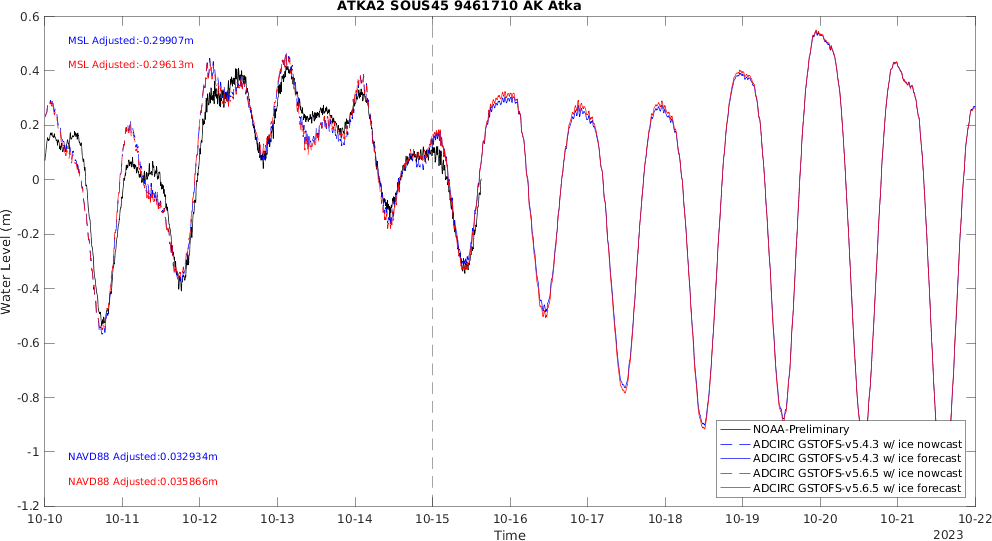 ATKA2 SOUS45 9461710 AK Atka
MSL Adjusted:-0.29907m
MSL Adjusted:-0.29613m
0.6
0.4
0.2
0
-0.2
-0.4
-0.6
-0.8
-1
-1.2
Water Level (m)
NAVD88 Adjusted:0.032934m
NAVD88 Adjusted:0.035866m
NOAA-Preliminary
ADCIRC GSTOFS-v5.4.3 w/ ice nowcast
ADCIRC GSTOFS-v5.4.3 w/ ice forecast
ADCIRC GSTOFS-v5.6.5 w/ ice nowcast
ADCIRC GSTOFS-v5.6.5 w/ ice forecast
10-10 10-11 10-12 10-13 10-14 10-15 10-16 10-17 10-18 10-19 10-20 10-21 10-22
Time
2023